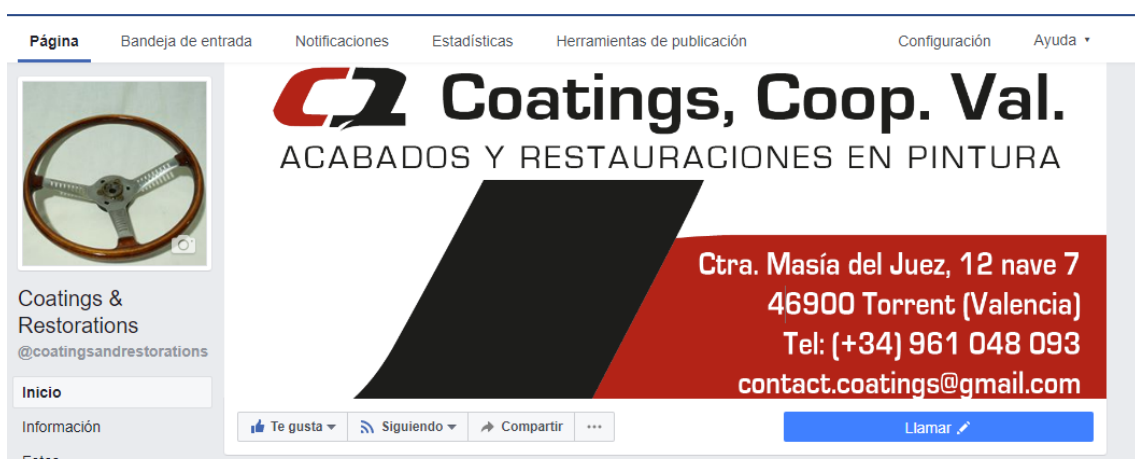 Página Bandeja de entrada Notificaciones Estadísticas Herramientas de publicación Configuración Ayuda
Coatings, Coop. Val.
ACABADOS Y RESTAURACIONES EN PINTURA
Ctra. Masía del Juez, 12 nave 7
46900 Torrent (Valencia)
Tel: (+34) 961 048 093
contact.coatings@gmail.com
Coatings &
Restorations
@coatingsandrestorations
Inicio
Información
Te gusta Siguiendo Compartir ...
Llamar